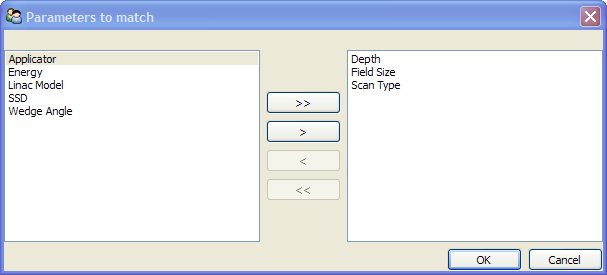 Parameters to match
Applicator
Energy
Linac Model
SSD
Wedge Angle
>>
>
<
<<
Depth
Field Size
Scan Type
OK
Cancel